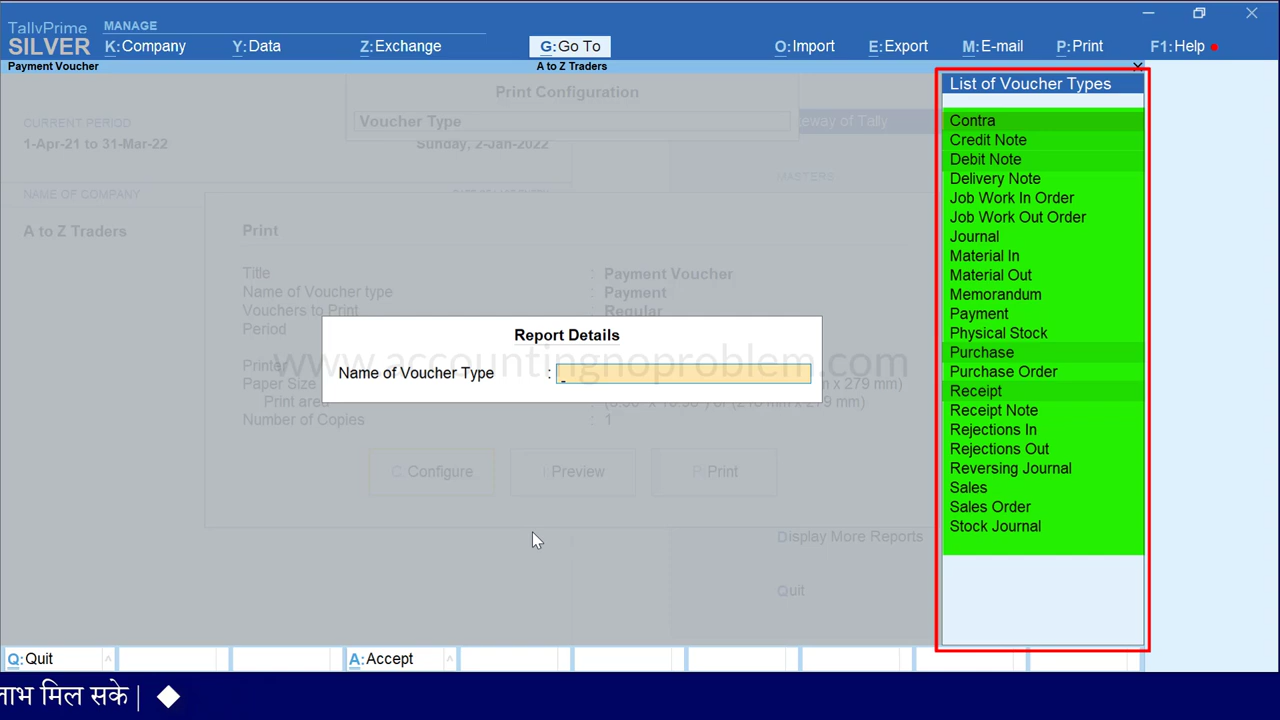 TallyPrime
SILVER
MANAGE
K:Company
Y:Data
Z:Exchange
G:Go To
O:Import
E:Export
M:E-mail
P:Print
F1:Help
Payment Voucher
A to Z Traders
Print Configuration
Voucher Type
CURRENT PERIOD
1-Apr-21 to 31-Mar-22
Sunday, 2-Jan-2022
eway of Tally
MASTERS
NAME OF COMPANY
A to Z Traders
Print
Title : Payment Voucher
Name of Voucher type : Payment
Vouchers to Print : Regular
Period
Report Details
Name of Voucher Type :
www.accountingnoproblem.com
Printer
Paper Size
Print area
Number of Copies : 1
C:Configure
I:Preview
P:Print
Display More Reports
Quit
List of Voucher Types
Contra
Credit Note
Debit Note
Delivery Note
Job Work In Order
Job Work Out Order
Journal
Material In
Material Out
Memorandum
Payment
Physical Stock
Purchase
Purchase Order
Receipt
Receipt Note
Rejections In
Rejections Out
Reversing Journal
Sales
Sales Order
Stock Journal
Q:Quit
A:Accept
लाभ मिल सके | ◆